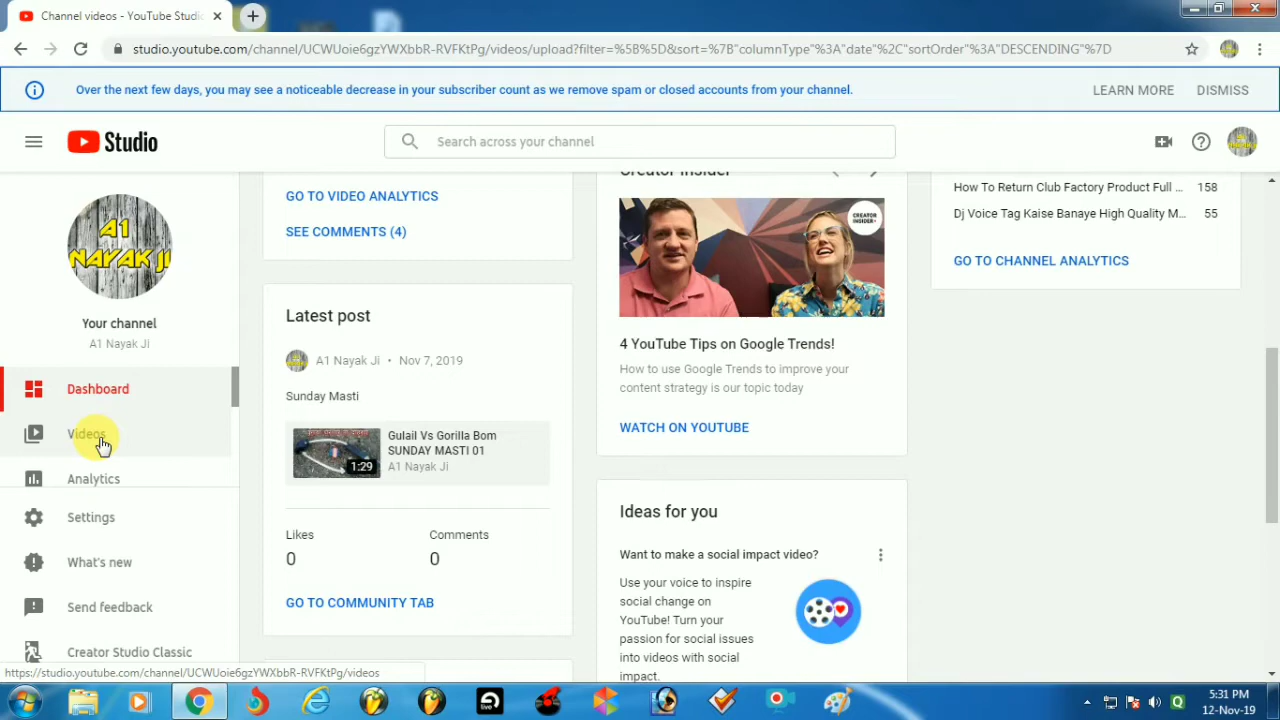 Channel videos - YouTube Studi
studio.youtube.com/channel/UCWUoie6gzYWXbbR-RVFKtPg/videos/upload?filter=%5B%5D&sort=%7B"columnType"%3A"date"%2C"sortOrder"%3A"DESCENDING"%7D
Over the next few days, you may see a noticeable decrease in your subscriber count as we remove spam or closed accounts from your channel.
LEARN MORE
DISMISS
Studio
Search across your channel
A1
NAYAK JI
Your channel
A1 Nayak Ji
Dashboard
Videos
Analytics
Settings
What's new
Send feedback
Creator Studio Classic
GO TO VIDEO ANALYTICS
SEE COMMENTS (4)
Latest post
A1 Nayak Ji • Nov 7, 2019
Sunday Masti
1:29
Gulail Vs Gorilla Bom
SUNDAY MASTI 01
A1 Nayak Ji
Likes
Comments
0
0
GO TO COMMUNITY TAB
Creator Insider
CREATOR
INSIDER
4 YouTube Tips on Google Trends!
How to use Google Trends to improve your
content strategy is our topic today
WATCH ON YOUTUBE
Ideas for you
Want to make a social impact video?
Use your voice to inspire
social change on
YouTube! Turn your
passion for social issues
into videos with social
impact.
How To Return Club Factory Product Full ... 158
Dj Voice Tag Kaise Banaye High Quality M... 55
GO TO CHANNEL ANALYTICS
https://studio.youtube.com/channel/UCWUoie6gzYWXbbR-RVFKtPg/videos
live
5:31 PM
12-Nov-19